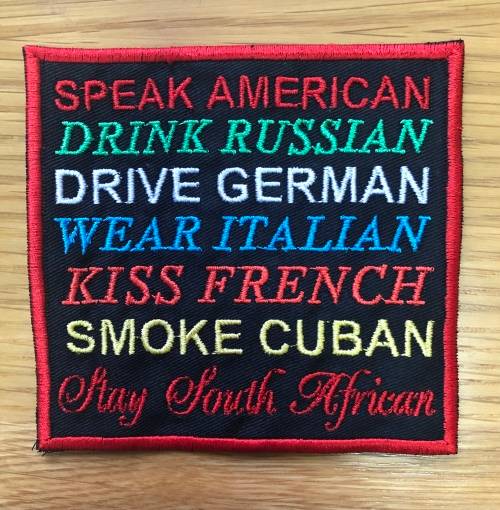 SPEAK AMERICAN
DRINK RUSSIAN
DRIVE GERMAN
WEAR ITALIAN
KISS FRENCH
SMOKE CUBAN
Stay South African